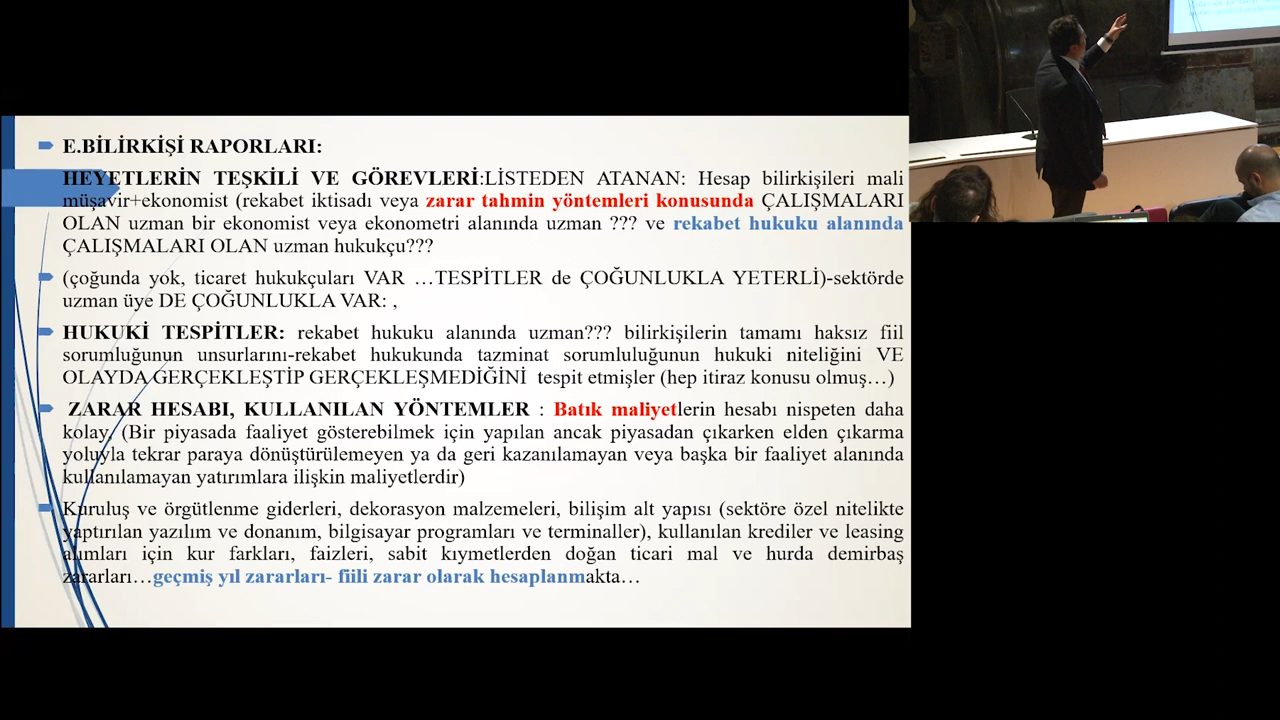 E.BİLİRKİŞİ RAPORLARI:
HEYETLERİN TEŞKİLİ VE GÖREVLERİ:LİSTEDEN ATANAN: Hesap bilirkişileri mali
müşavir+ekonomist (rekabet iktisadı veya zarar tahmin yöntemleri konusunda ÇALIŞMALARI
OLAN uzman bir ekonomist veya ekonometri alanında uzman ??? ve rekabet hukuku alanında
ÇALIŞMALARI OLAN uzman hukukçu???
(çoğunda yok, ticaret hukukçuları VAR …TESPİTLER de ÇOĞUNLUKLA YETERLİ)-sektörde
uzman üye DE ÇOĞUNLUKLA VAR: ,
HUKUKİ TESPİTLER: rekabet hukuku alanında uzman??? bilirkişilerin tamamı haksız fiil
sorumluğunun unsurlarını-rekabet hukukunda tazminat sorumluluğunun hukuki niteliğini VE
OLAYDA GERÇEKLEŞTİP GERÇEKLEŞMEDİĞİNİ tespit etmişler (hep itiraz konusu olmuş…)
ZARAR HESABI, KULLANILAN YÖNTEMLER : Batık maliyetlerin hesabı nispeten daha
kolay, (Bir piyasada faaliyet gösterebilmek için yapılan ancak piyasadan çıkarken elden çıkarma
yoluyla tekrar paraya dönüştürülemeyen ya da geri kazanılamayan veya başka bir faaliyet alanında
kullanılamayan yatırımlara ilişkin maliyetlerdir)
Kuruluş ve örgütlenme giderleri, dekorasyon malzemeleri, bilişim alt yapısı (sektöre özel nitelikte
yaptırılan yazılım ve donanım, bilgisayar programları ve terminaller), kullanılan krediler ve leasing
alımları için kur farkları, faizleri, sabit kıymetlerden doğan ticari mal ve hurda demirbaş
zararları…geçmiş yıl zararları- fiili zarar olarak hesaplanmakta…